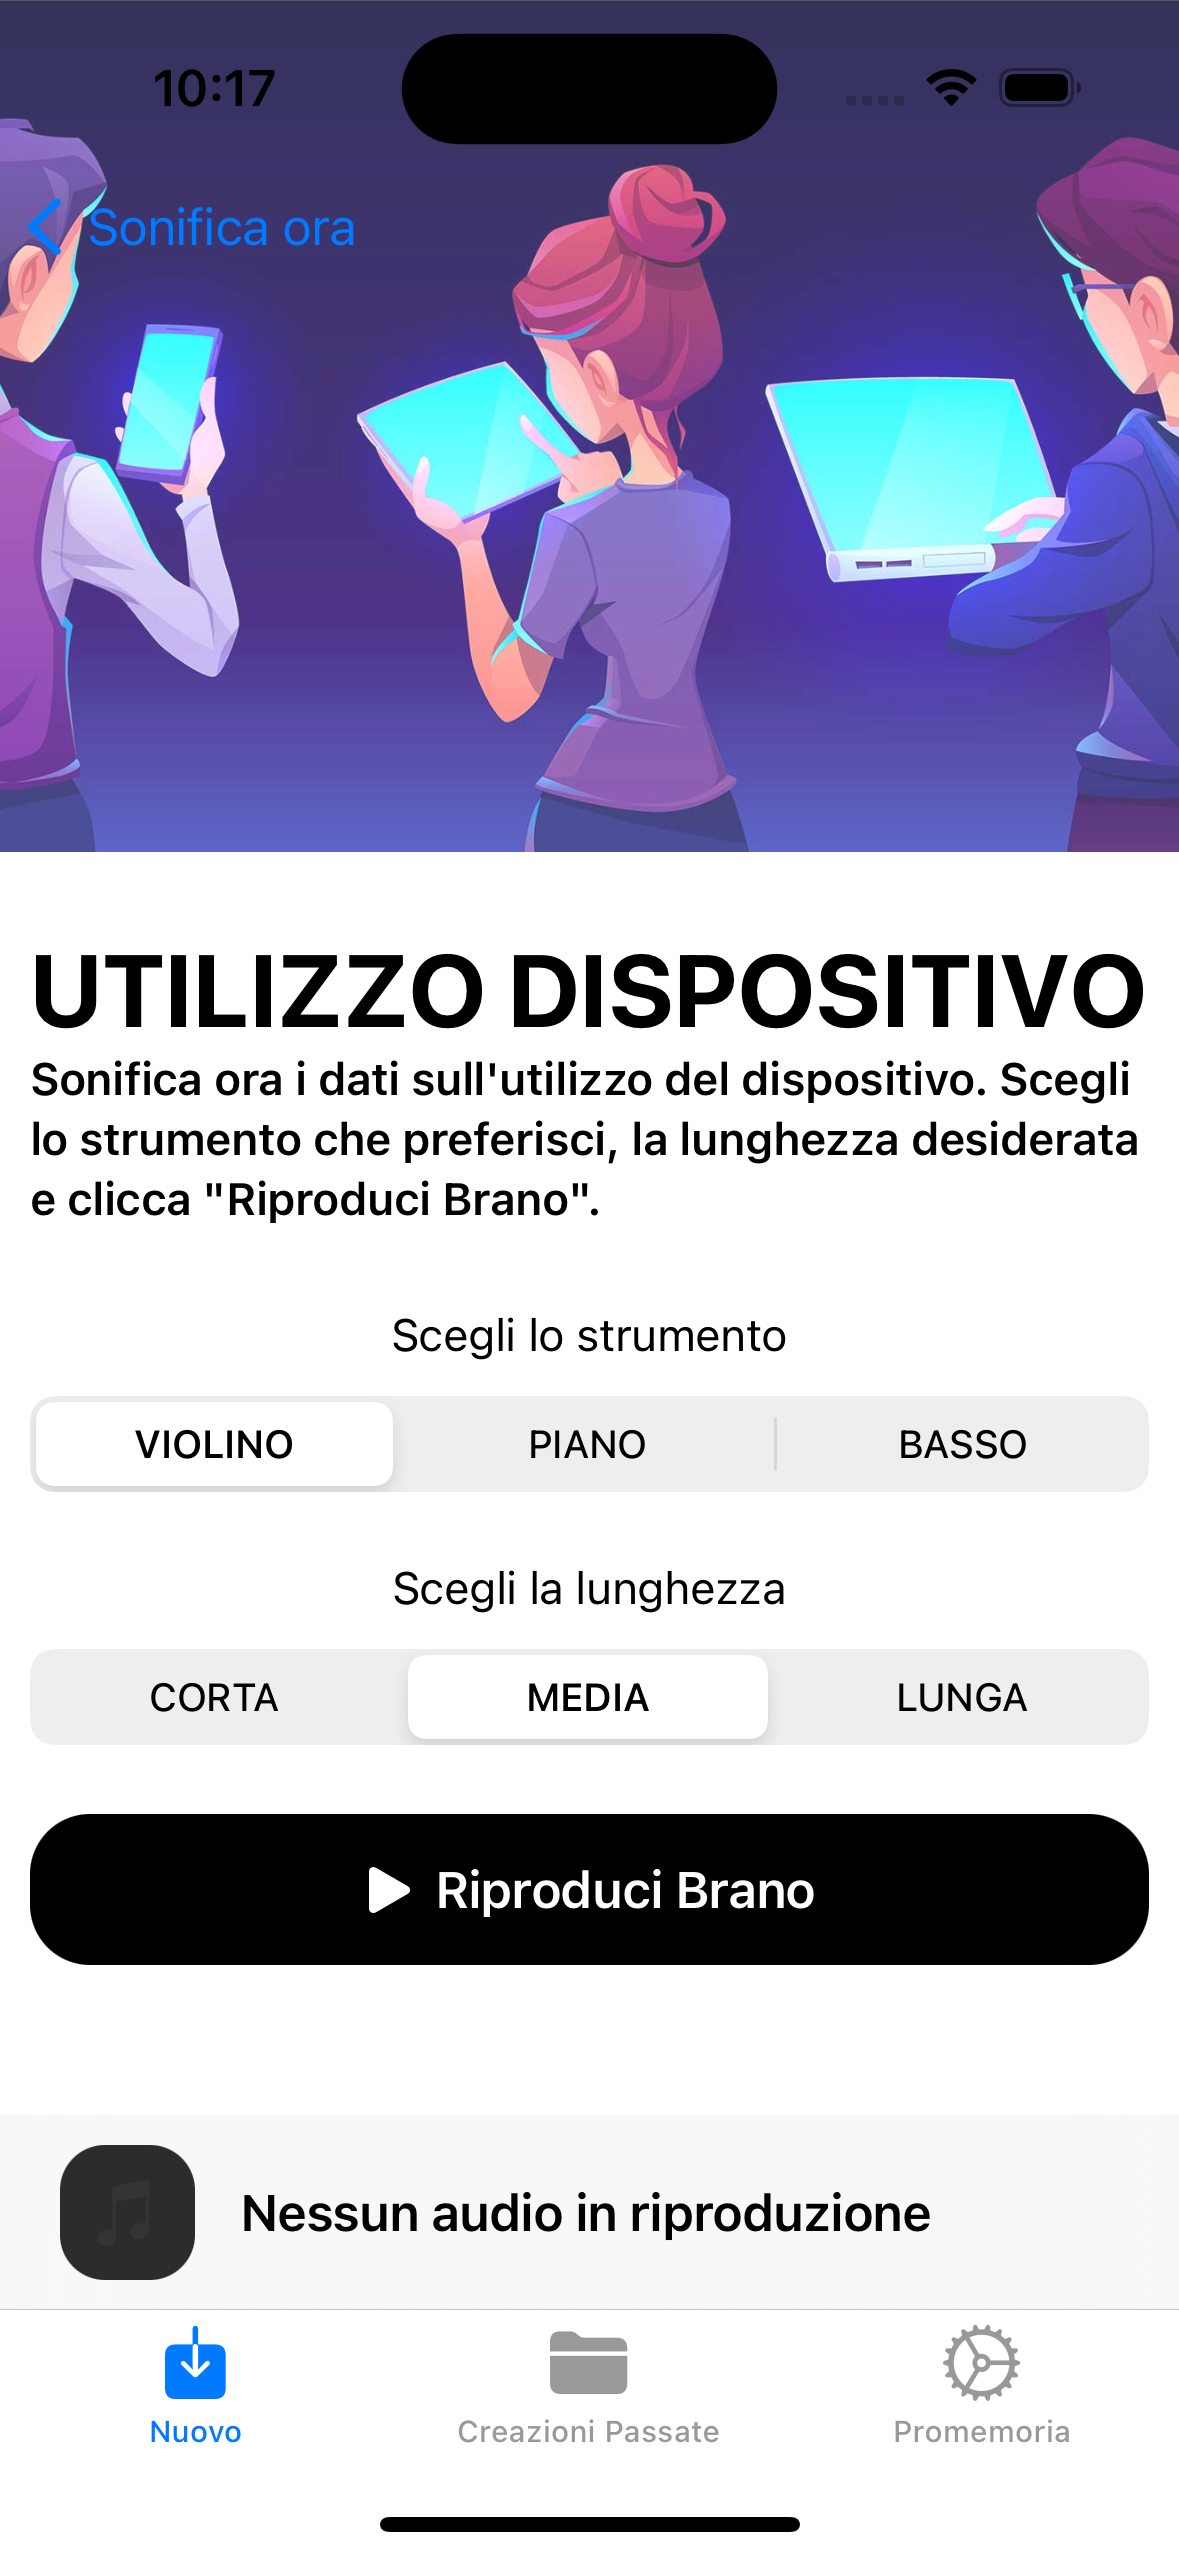 10:17
Sonifica ora
UTILIZZO DISPOSITIVO
Sonifica ora i dati sull'utilizzo del dispositivo. Scegli
lo strumento che preferisci, la lunghezza desiderata
e clicca "Riproduci Brano".
Scegli lo strumento
VIOLINO PIANO BASSO
Scegli la lunghezza
CORTA MEDIA LUNGA
Riproduci Brano
Nessun audio in riproduzione
Nuovo Creazioni Passate Promemoria